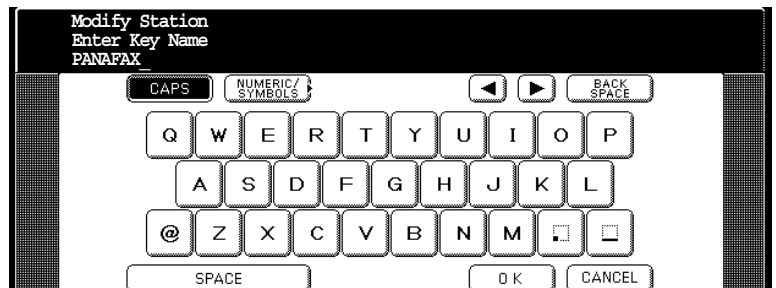 Modify Station
Enter Key Name
PANAFAX_
CAPS NUMERIC/ SYMBOLS ◀ ▶ BACK SPACE
Q W E R T Y U I O P
A S D F G H J K L
@ Z X C V B N M . _
SPACE OK CANCEL